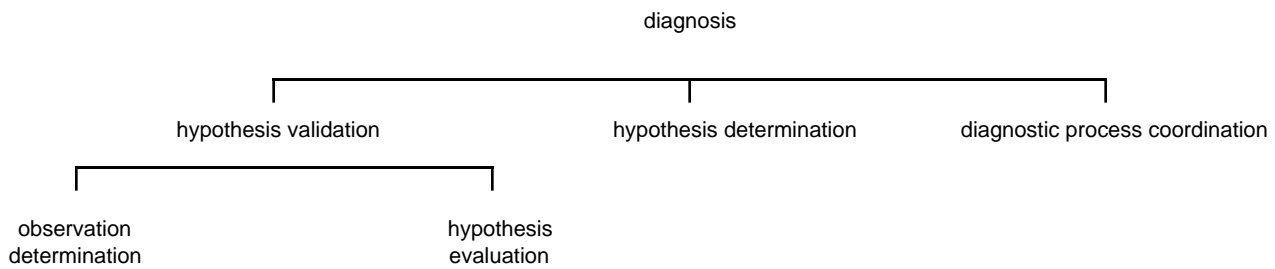 diagnosis
hypothesis validation
hypothesis determination
diagnostic process coordination
observation
determination
hypothesis
evaluation